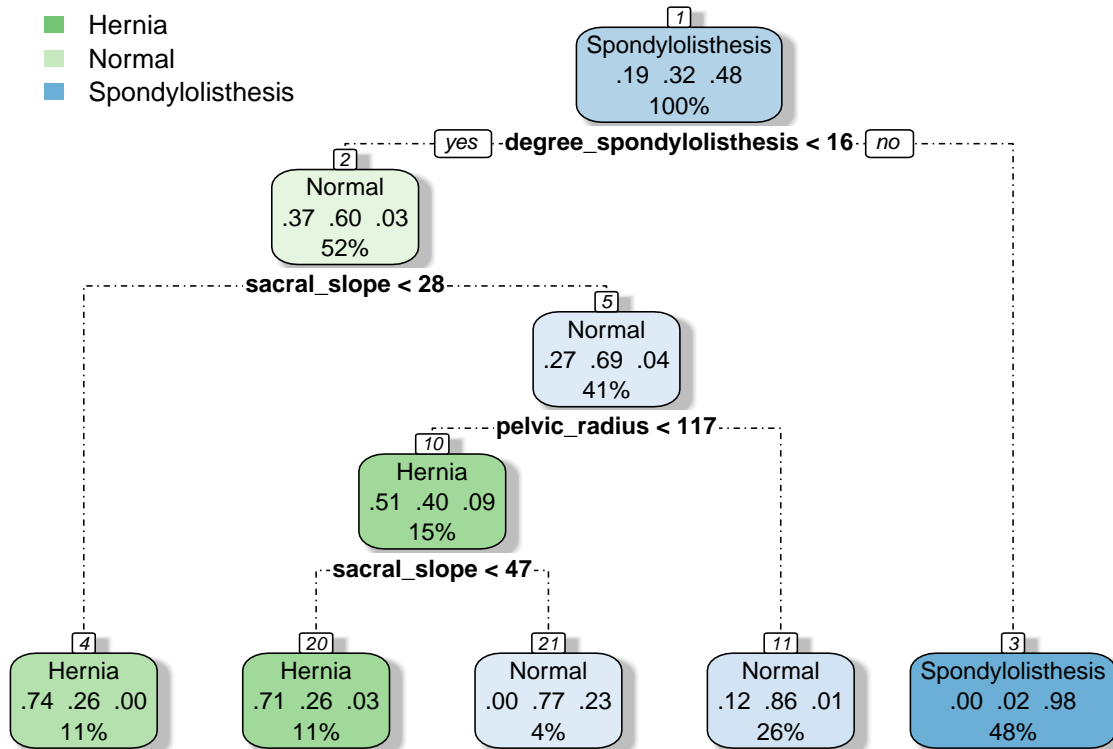 Hernia
Normal
Spondylolisthesis
1
Spondylolisthesis
.19 .32 .48
100%
yes degree_spondylolisthesis < 16 no
2
Normal
.37 .60 .03
52%
sacral_slope < 28
5
Normal
.27 .69 .04
41%
pelvic_radius < 117
10
Hernia
.51 .40 .09
15%
sacral_slope < 47
4
Hernia
.74 .26 .00
11%
20
Hernia
.71 .26 .03
11%
21
Normal
.00 .77 .23
4%
11
Normal
.12 .86 .01
26%
3
Spondylolisthesis
.00 .02 .98
48%